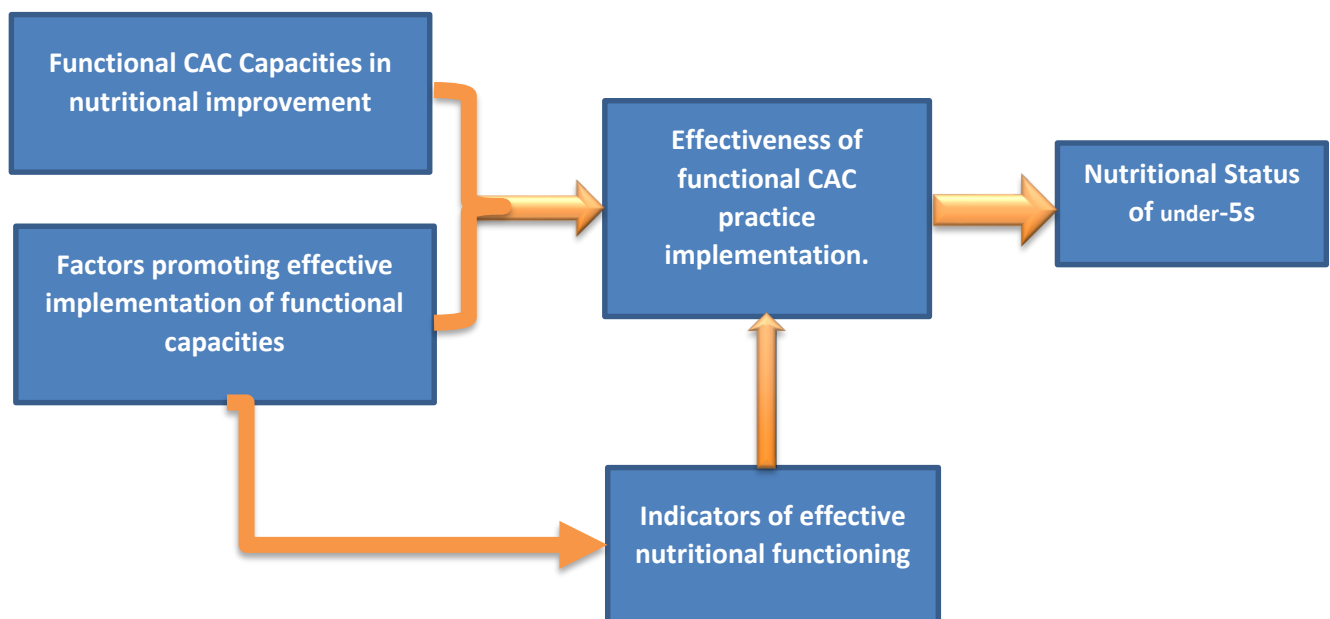 Functional CAC Capacities in
nutritional improvement
Factors promoting effective
implementation of functional
capacities
Effectiveness of
functional CAC
practice
implementation.
Nutritional Status
of under-5s
Indicators of effective
nutritional functioning